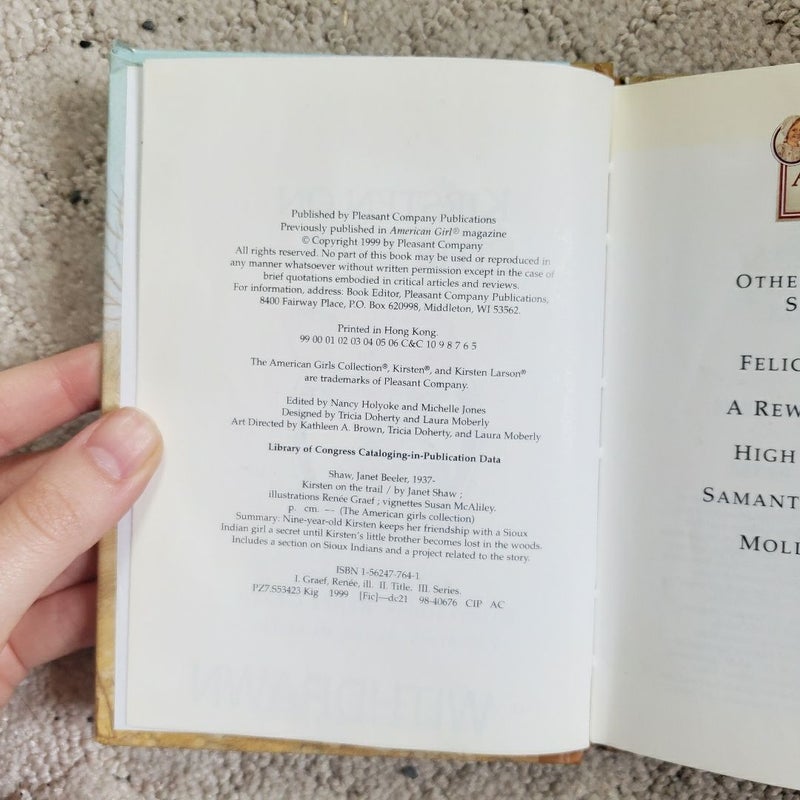 Published by Pleasant Company Publications
Previously published in American Girl® magazine
© Copyright 1999 by Pleasant Company
All rights reserved. No part of this book may be used or reproduced in
any manner whatsoever without written permission except in the case of
brief quotations embodied in critical articles and reviews.
For information, address: Book Editor, Pleasant Company Publications,
8400 Fairway Place, P.O. Box 620998, Middleton, WI 53562.
Printed in Hong Kong.
99 00 01 02 03 04 05 06 C&C 10 9 8 7 6 5
The American Girls Collection®, Kirsten®, and Kirsten Larson®
are trademarks of Pleasant Company.
Edited by Nancy Holyoke and Michelle Jones
Designed by Tricia Doherty and Laura Moberly
Art Directed by Kathleen A. Brown, Tricia Doherty, and Laura Moberly
Library of Congress Cataloging-in-Publication Data
Shaw, Janet Beeler, 1937-
Kirsten on the trail / by Janet Shaw ;
illustrations Renée Graef ; vignettes Susan McAliley.
p. cm. -- (The American girls collection)
Summary: Nine-year-old Kirsten keeps her friendship with a Sioux
Indian girl a secret until Kirsten's little brother becomes lost in the woods.
Includes a section on Sioux Indians and a project related to the story.
ISBN 1-56247-764-1
I. Graef, Renée, ill. II. Title. III. Series.
PZ7.S53423 Kig 1999 [Fic]—dc21 98-40676 CIP AC
WITHDRAWN
OTHE
S
FELIC
A REW
HIGH
SAMANT
MOLL